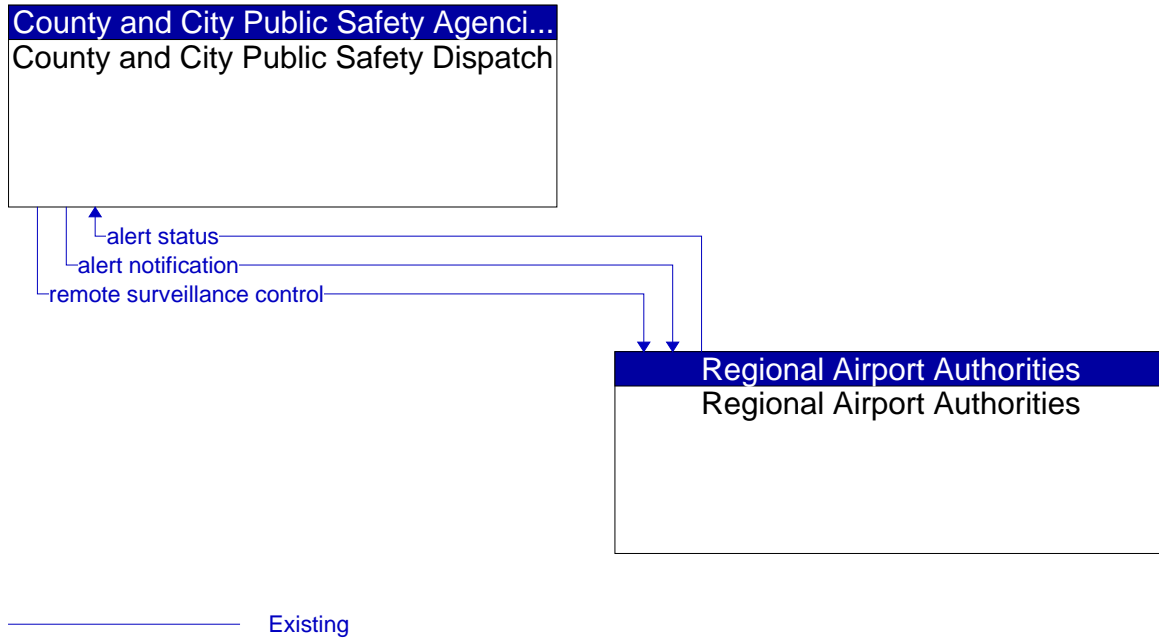 County and City Public Safety Agenci...
County and City Public Safety Dispatch
alert status
alert notification
remote surveillance control
Regional Airport Authorities
Regional Airport Authorities
Existing